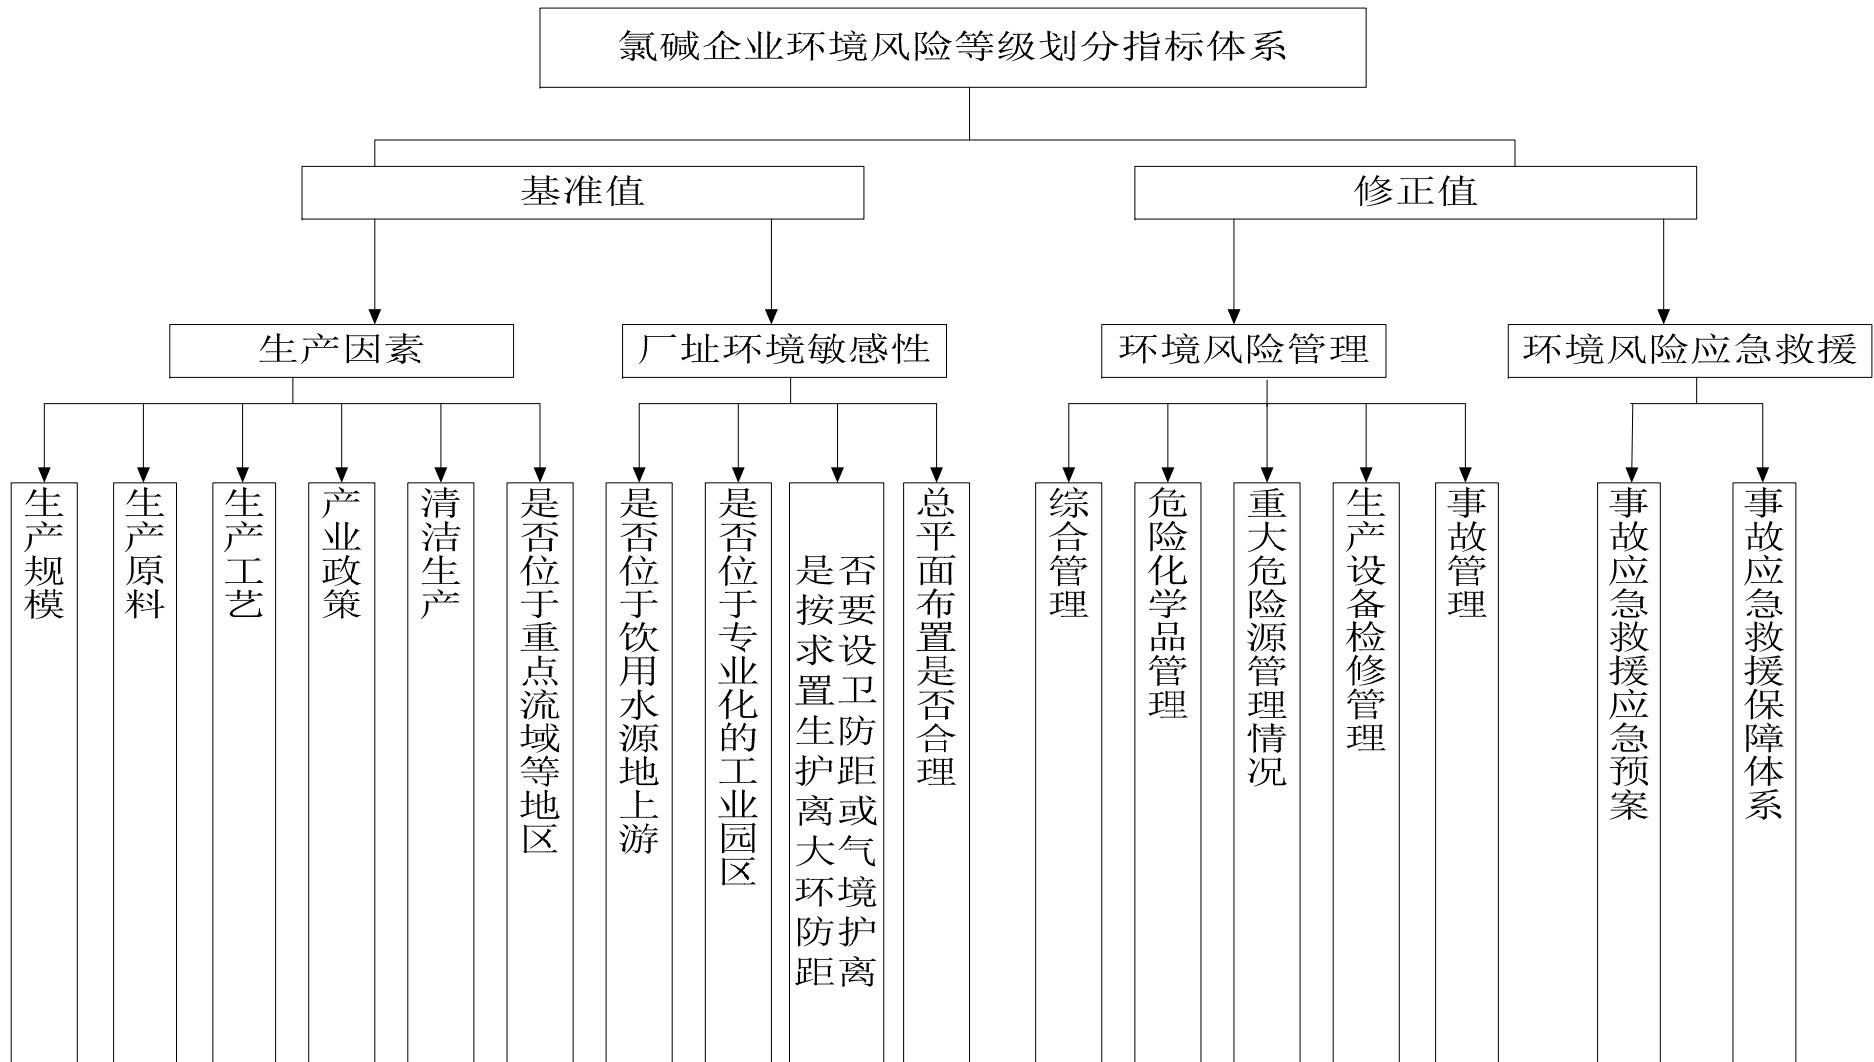 氯碱企业环境风险等级划分指标体系
基准值
修正值
生产因素
厂址环境敏感性
环境风险管理
环境风险应急救援
生产规模
生产原料
生产工艺
产业政策
清洁生产
是否位于重点流域等地区
是否位于饮用水源地上游
是否位于专业化的工业园区
是否
按要
求设
置卫
生防
护距
离或
大气
环境
防护
距离
总平面布置是否合理
综合管理
危险化学品管理
重大危险源管理情况
生产设备检修管理
事故管理
事故应急救援应急预案
事故应急救援保障体系